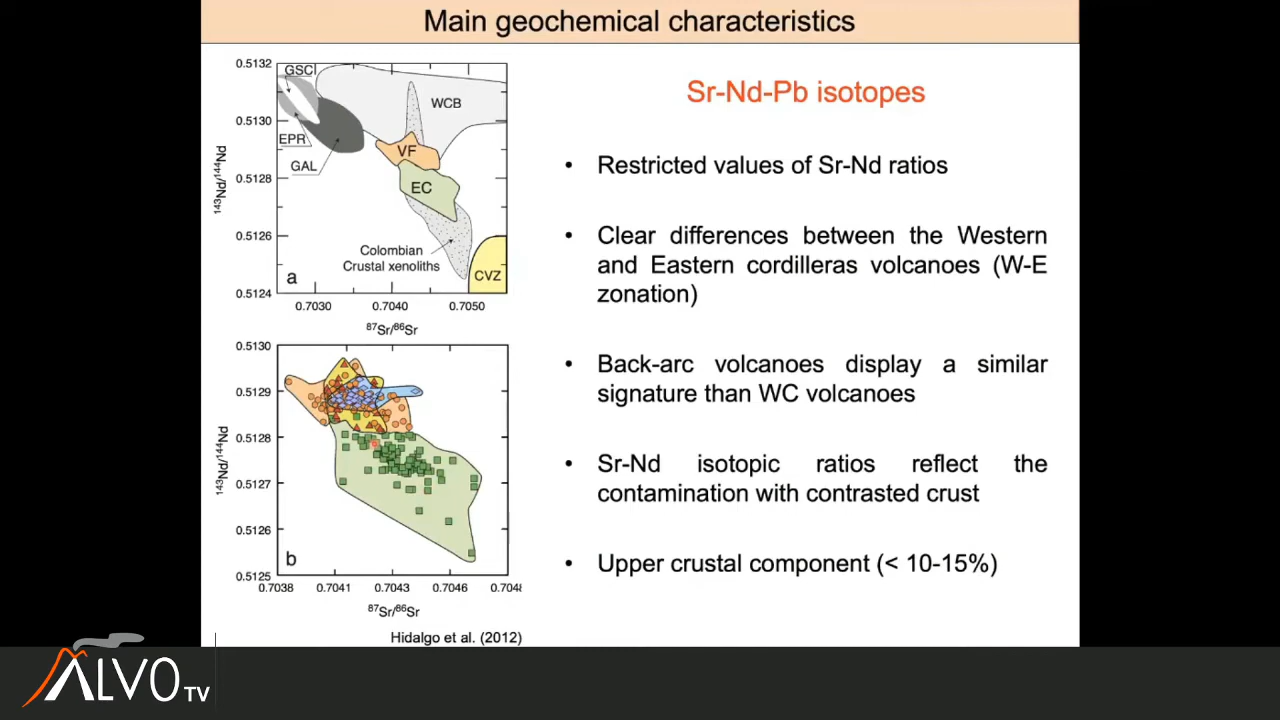 Main geochemical characteristics
0.5132
0.5130
0.5128
0.5126
0.5124
143Nd/144Nd
GSC
EPR
GAL
WCB
VF
EC
Colombian
Crustal xenoliths
CVZ
a
0.7030 0.7040 0.7050
87Sr/86Sr
0.5130
0.5129
0.5128
0.5127
0.5126
0.5125
143Nd/144Nd
b
0.7038 0.7041 0.7043 0.7046 0.7048
87Sr/86Sr
Hidalgo et al. (2012)
Sr-Nd-Pb isotopes
• Restricted values of Sr-Nd ratios
• Clear differences between the Western
and Eastern cordilleras volcanoes (W-E
zonation)
• Back-arc volcanoes display a similar
signature than WC volcanoes
• Sr-Nd isotopic ratios reflect the
contamination with contrasted crust
• Upper crustal component (< 10-15%)
ALVO TV